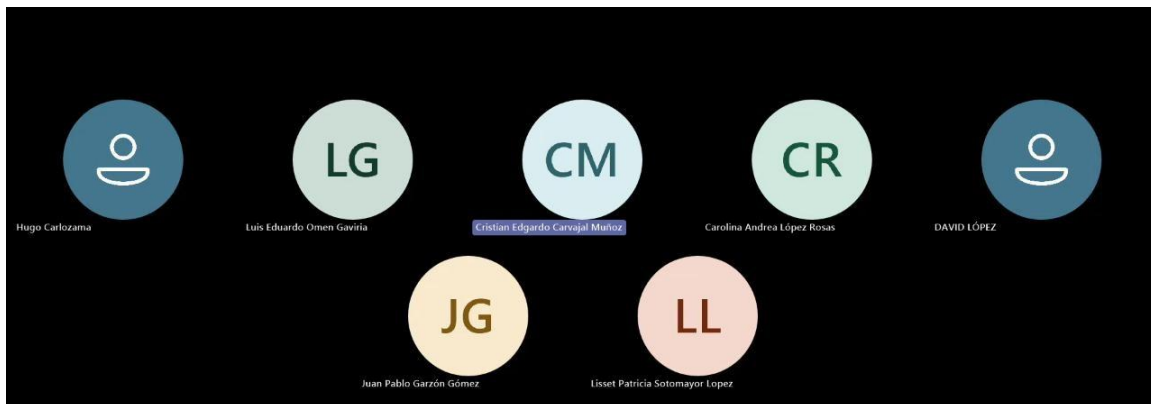 LG
CM
CR
Hugo Carlozama
Luis Eduardo Omen Gaviria
Cristian Edgardo Carvajal Muñoz
Carolina Andrea López Rosas
DAVID LÓPEZ
JG
LL
Juan Pablo Garzón Gómez
Lisset Patricia Sotomayor Lopez